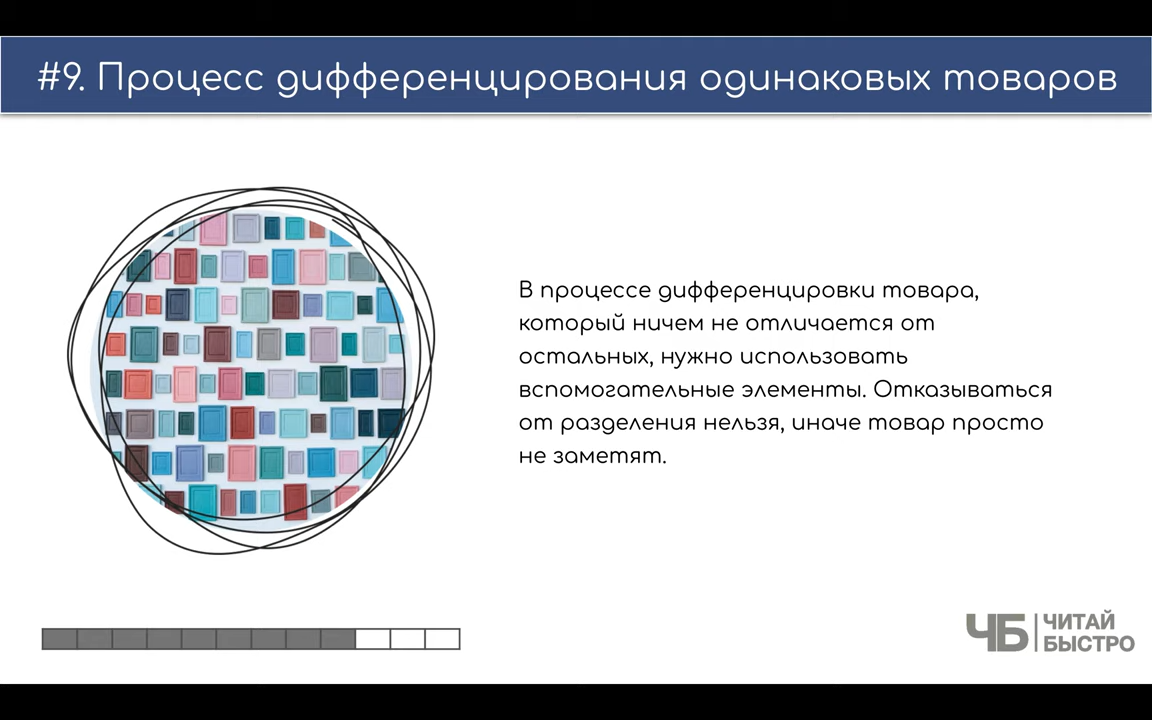 #9. Процесс дифференцирования одинаковых товаров
В процессе дифференцировки товара,
который ничем не отличается от
остальных, нужно использовать
вспомогательные элементы. Отказываться
от разделения нельзя, иначе товар просто
не заметят.
ЧБ ЧИТАЙ
БЫСТРО